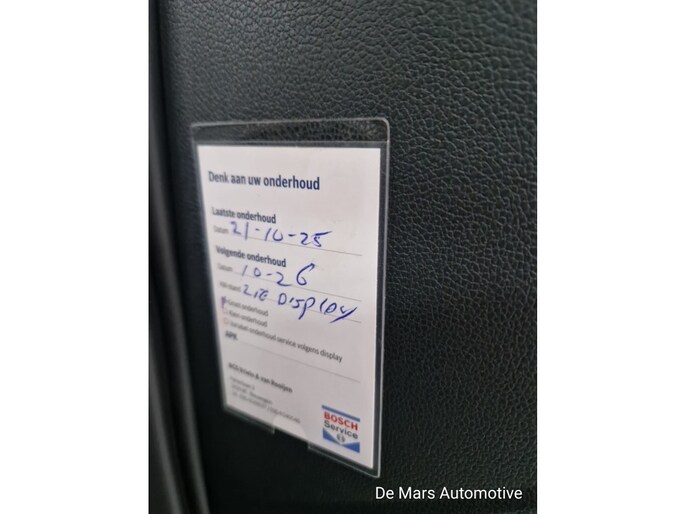 Denk aan uw onderhoud
Laatste onderhoud
Datum 21-10-25
Volgende onderhoud
Datum 10-26
KM-stand ZIE DISPLAY
Groot onderhoud
Klein onderhoud
onderhoud service volgens display
APK
BOSCH
Service
De Mars Automotive